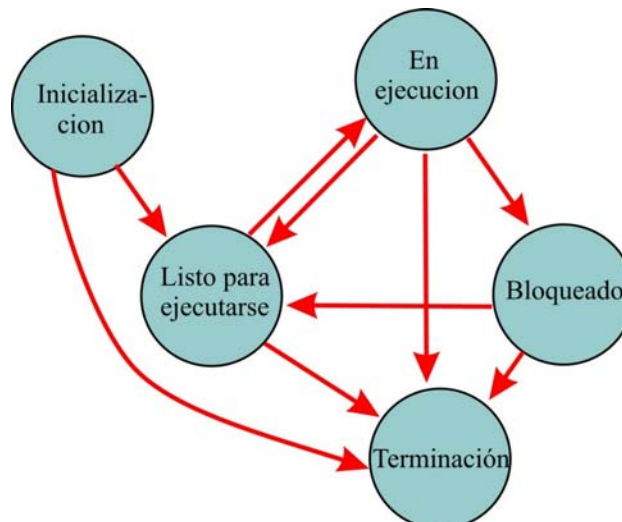 Inicializa-
cion
En
ejecucion
Listo para
ejecutarse
Bloqueado
Terminación